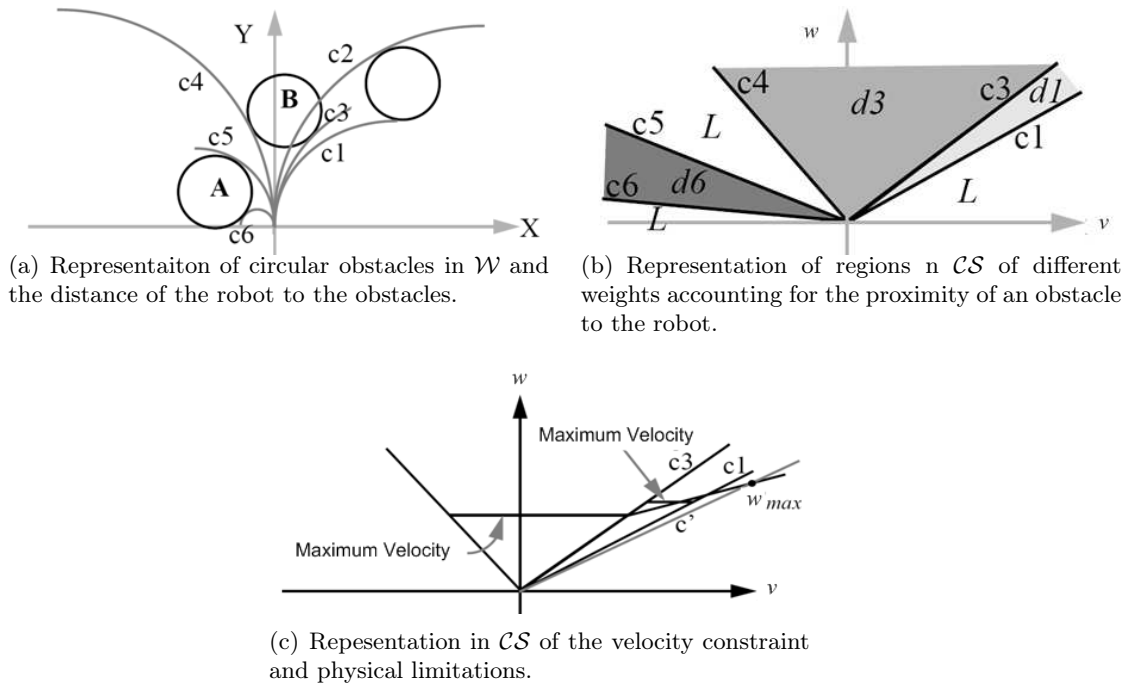 Y
c2
c4
B
c3
c5
c1
A
c6
X
(a) Representaiton of circular obstacles in W and
the distance of the robot to the obstacles.
w
c4
c3
d1
d3
c5
L
c1
c6
d6
L
L
v
(b) Representation of regions n CS of different
weights accounting for the proximity of an obstacle
to the robot.
w
Maximum Velocity
c3
c1
w max
c'
Maximum Velocity
v
(c) Repesentation in CS of the velocity constraint
and physical limitations.